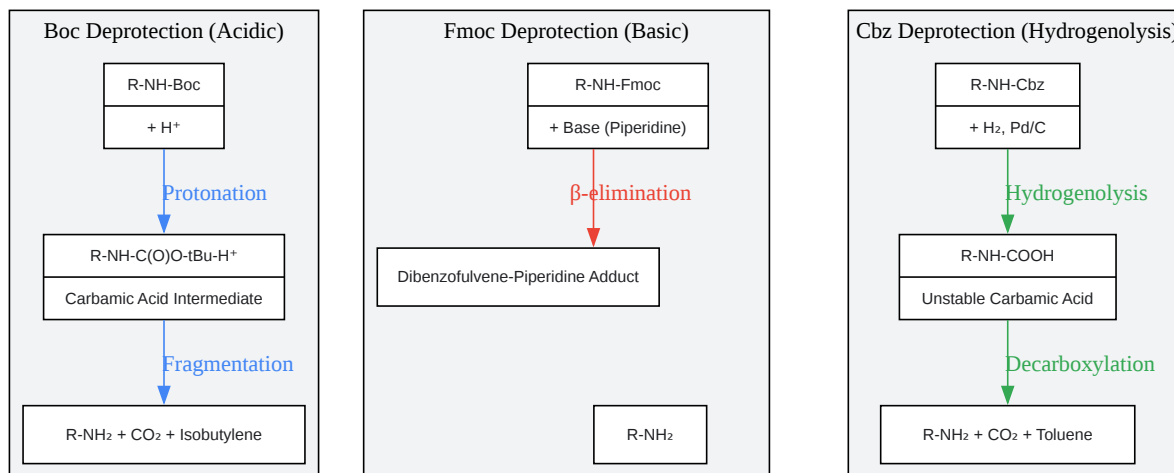 Boc Deprotection (Acidic)
R-NH-Boc
+ H⁺
Protonation
R-NH-C(O)O-tBu-H⁺
Carbamic Acid Intermediate
Fragmentation
R-NH₂ + CO₂ + Isobutylene
Fmoc Deprotection (Basic)
R-NH-Fmoc
+ Base (Piperidine)
β-elimination
Dibenzofulvene-Piperidine Adduct
R-NH₂
Cbz Deprotection (Hydrogenolysis)
R-NH-Cbz
+ H₂, Pd/C
Hydrogenolysis
R-NH-COOH
Unstable Carbamic Acid
Decarboxylation
R-NH₂ + CO₂ + Toluene